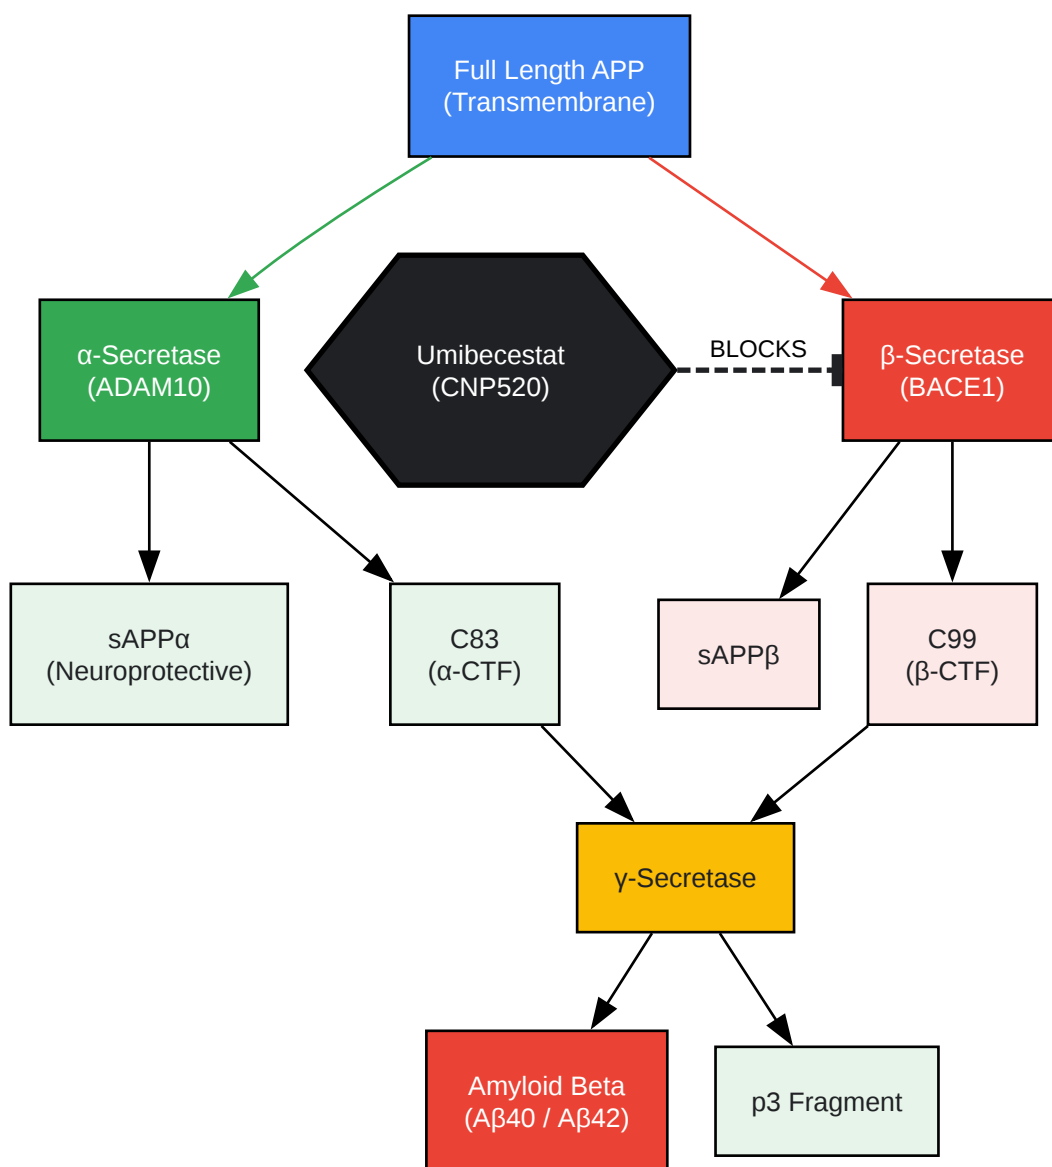 Full Length APP
(Transmembrane)
BLOCKS
α-Secretase
(ADAM10)
Umibecestat
(CNP520)
β-Secretase
(BACE1)
sAPPα
(Neuroprotective)
C83
(α-CTF)
sAPPβ
C99
(β-CTF)
γ-Secretase
Amyloid Beta
(Aβ40 / Aβ42)
p3 Fragment